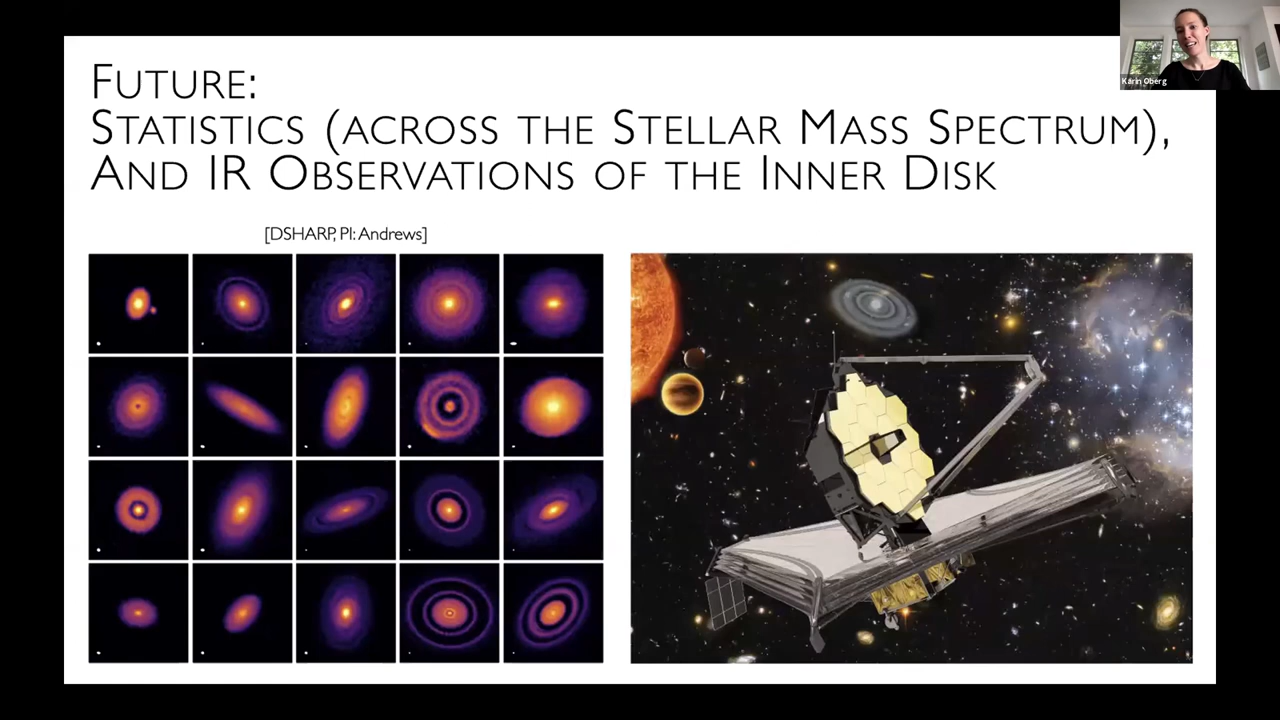 FUTURE:
STATISTICS (ACROSS THE STELLAR MASS SPECTRUM),
AND IR OBSERVATIONS OF THE INNER DISK
[DSHARP, PI: Andrews]
Karin Öberg